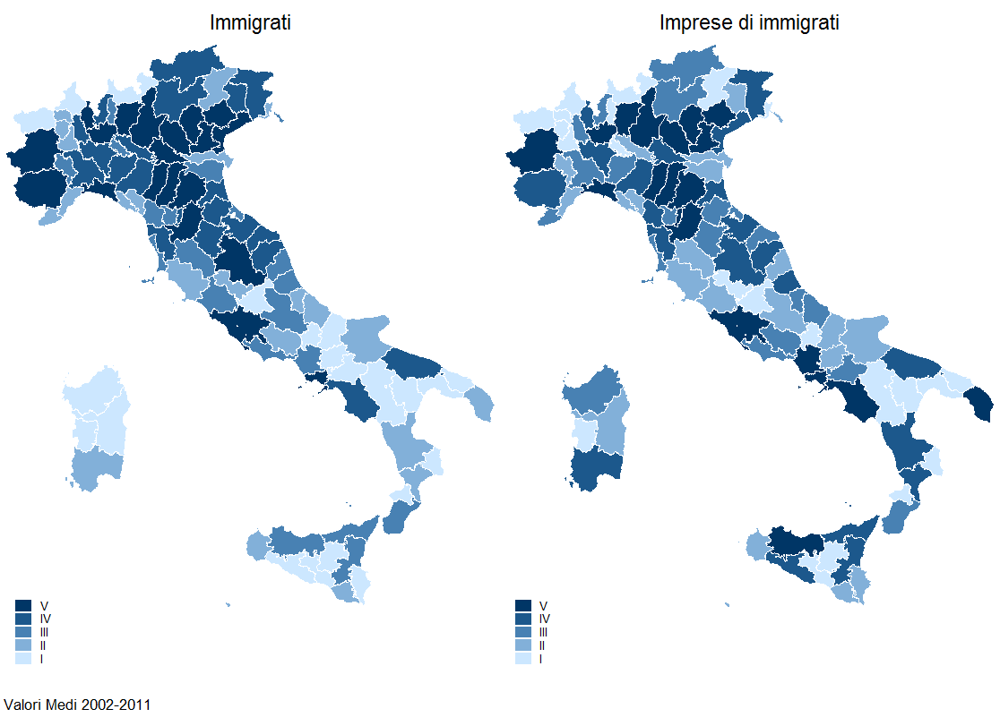 Immigrati
Imprese di immigrati
V
IV
III
II
I
V
IV
III
II
I
Valori Medi 2002-2011